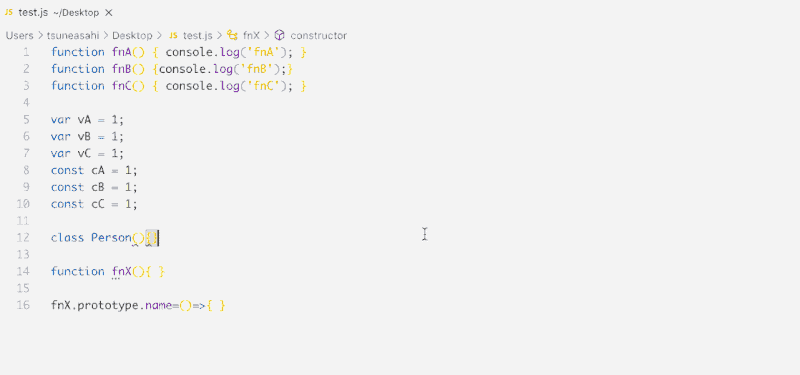 JS test.js ~/Desktop ×
Users > tsuneasahi > Desktop > JS test.js > fnX > constructor
1 function fnA() { console.log('fnA'); }
2 function fnB() {console.log('fnB');}
3 function fnC() { console.log('fnC'); }
4
5 var vA = 1;
6 var vB = 1;
7 var vC = 1;
8 const cA = 1;
9 const cB = 1;
10 const cC = 1;
11
12 class Person(){}
13
14 function fnX(){ }
15
16 fnX.prototype.name=()=>{ }